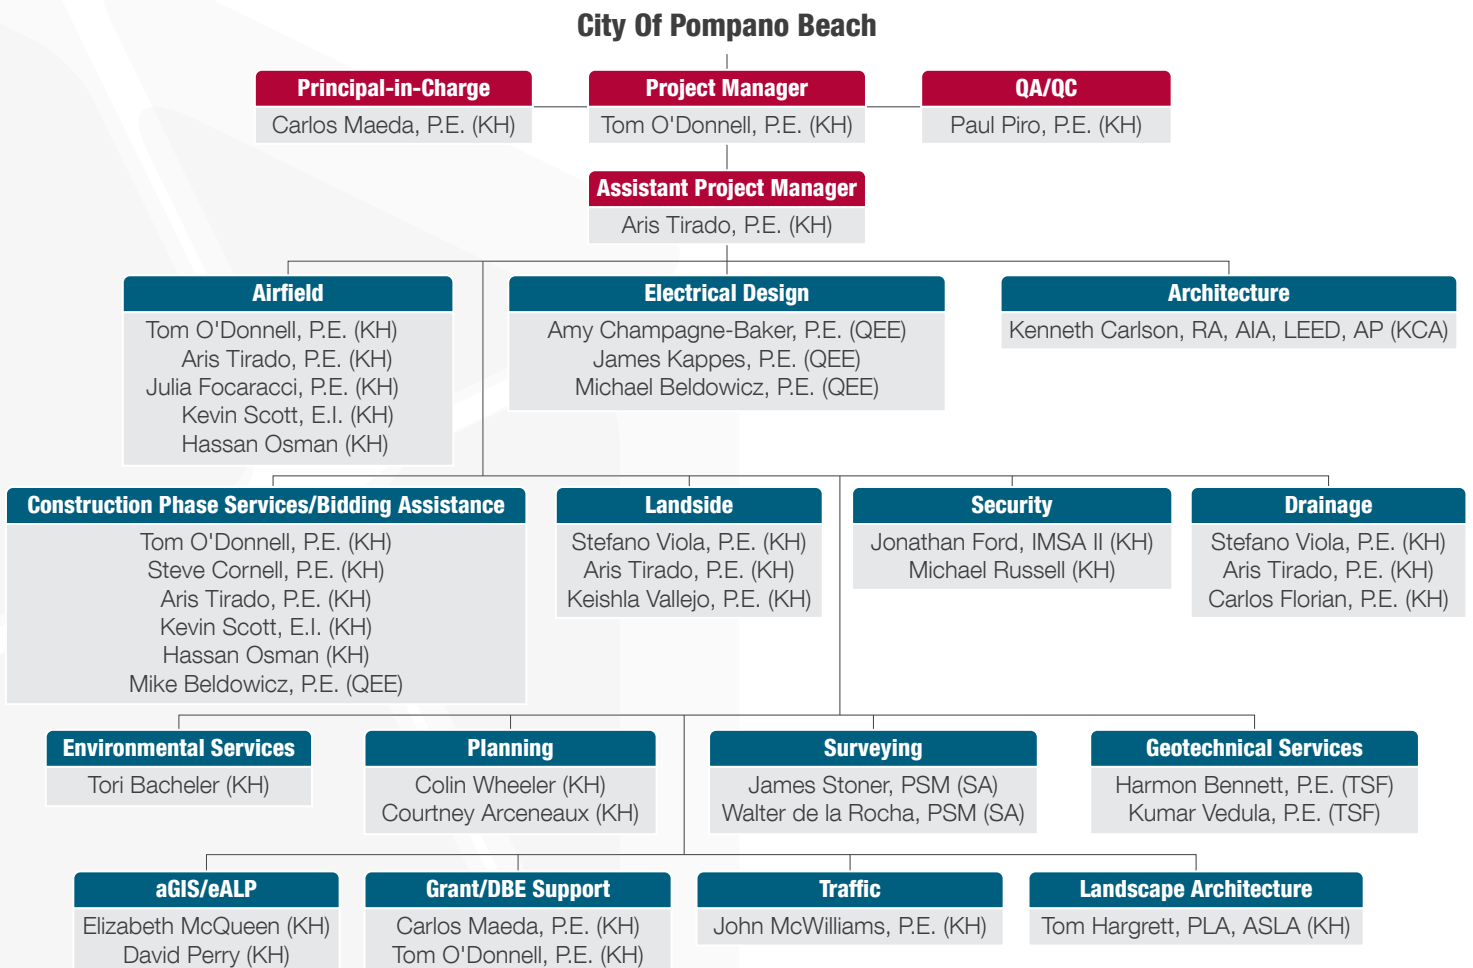 City Of Pompano Beach
Principal-in-Charge
Carlos Maeda, P.E. (KH)
Project Manager
Tom O'Donnell, P.E. (KH)
QA/QC
Paul Piro, P.E. (KH)
Assistant Project Manager
Aris Tirado, P.E. (KH)
Airfield
Tom O'Donnell, P.E. (KH)
Aris Tirado, P.E. (KH)
Julia Focaracci, P.E. (KH)
Kevin Scott, E.I. (KH)
Hassan Osman (KH)
Electrical Design
Amy Champagne-Baker, P.E. (QEE)
James Kappes, P.E. (QEE)
Michael Beldowicz, P.E. (QEE)
Architecture
Kenneth Carlson, RA, AIA, LEED, AP (KCA)
Construction Phase Services/Bidding Assistance
Tom O'Donnell, P.E. (KH)
Steve Cornell, P.E. (KH)
Aris Tirado, P.E. (KH)
Kevin Scott, E.I. (KH)
Hassan Osman (KH)
Mike Beldowicz, P.E. (QEE)
Landside
Stefano Viola, P.E. (KH)
Aris Tirado, P.E. (KH)
Keishla Vallejo, P.E. (KH)
Security
Jonathan Ford, IMSA II (KH)
Michael Russell (KH)
Drainage
Stefano Viola, P.E. (KH)
Aris Tirado, P.E. (KH)
Carlos Florian, P.E. (KH)
Environmental Services
Tori Bacheler (KH)
Planning
Colin Wheeler (KH)
Courtney Arceneaux (KH)
Surveying
James Stoner, PSM (SA)
Walter de la Rocha, PSM (SA)
Geotechnical Services
Harmon Bennett, P.E. (TSF)
Kumar Vedula, P.E. (TSF)
aGIS/eALP
Elizabeth McQueen (KH)
David Perry (KH)
Grant/DBE Support
Carlos Maeda, P.E. (KH)
Tom O'Donnell, P.E. (KH)
Traffic
John McWilliams, P.E. (KH)
Landscape Architecture
Tom Hargrett, PLA, ASLA (KH)